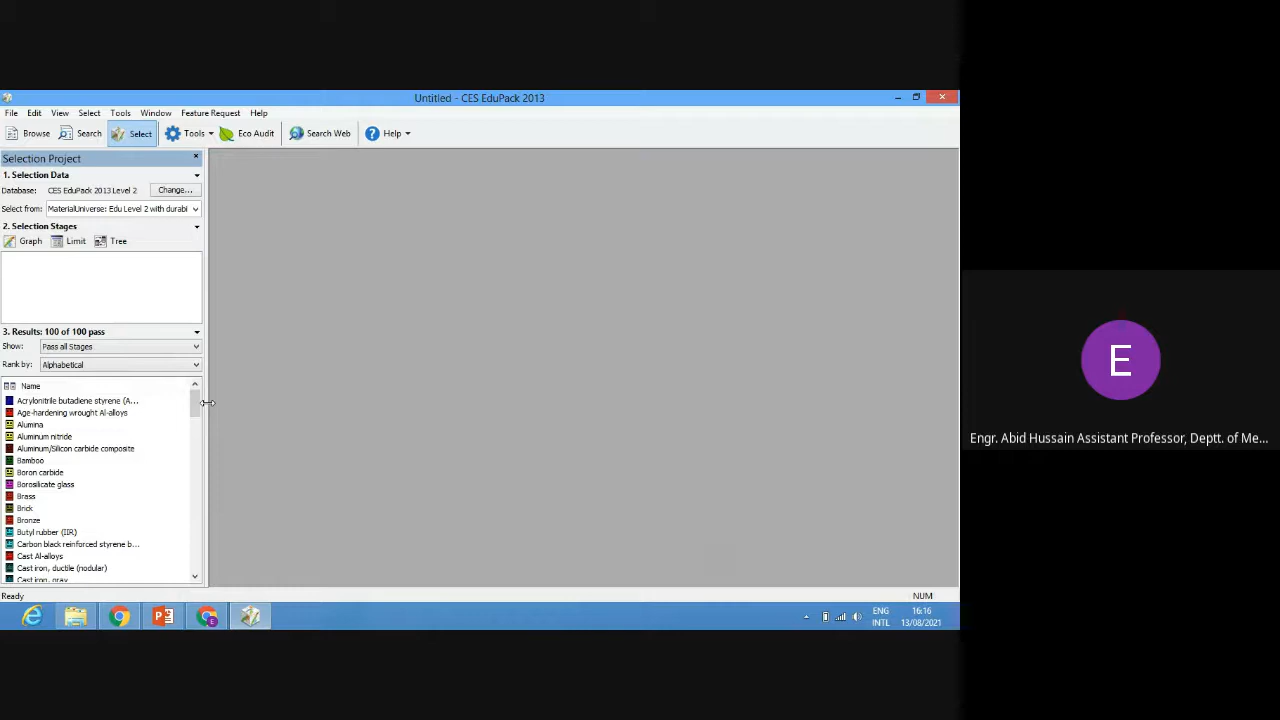 Untitled - CES EduPack 2013
File Edit View Select Tools Window Feature Request Help
Browse Search Select Tools Eco Audit Search Web Help
Selection Project
1. Selection Data
Database: CES EduPack 2013 Level 2 Change...
Select from: MaterialUniverse: Edu Level 2 with durabi
2. Selection Stages
Graph Limit Tree
3. Results: 100 of 100 pass
Show: Pass all Stages
Rank by: Alphabetical
Name
Acrylonitrile butadiene styrene (A...
Age-hardening wrought Al-alloys
Alumina
Aluminum nitride
Aluminum/Silicon carbide composite
Bamboo
Boron carbide
Borosilicate glass
Brass
Brick
Bronze
Butyl rubber (IIR)
Carbon black reinforced styrene b...
Cast Al-alloys
Cast iron, ductile (nodular)
Cast iron, gray
Ready NUM
ENG 16:16
INTL 13/08/2021
E
Engr. Abid Hussain Assistant Professor, Deptt. of Me...